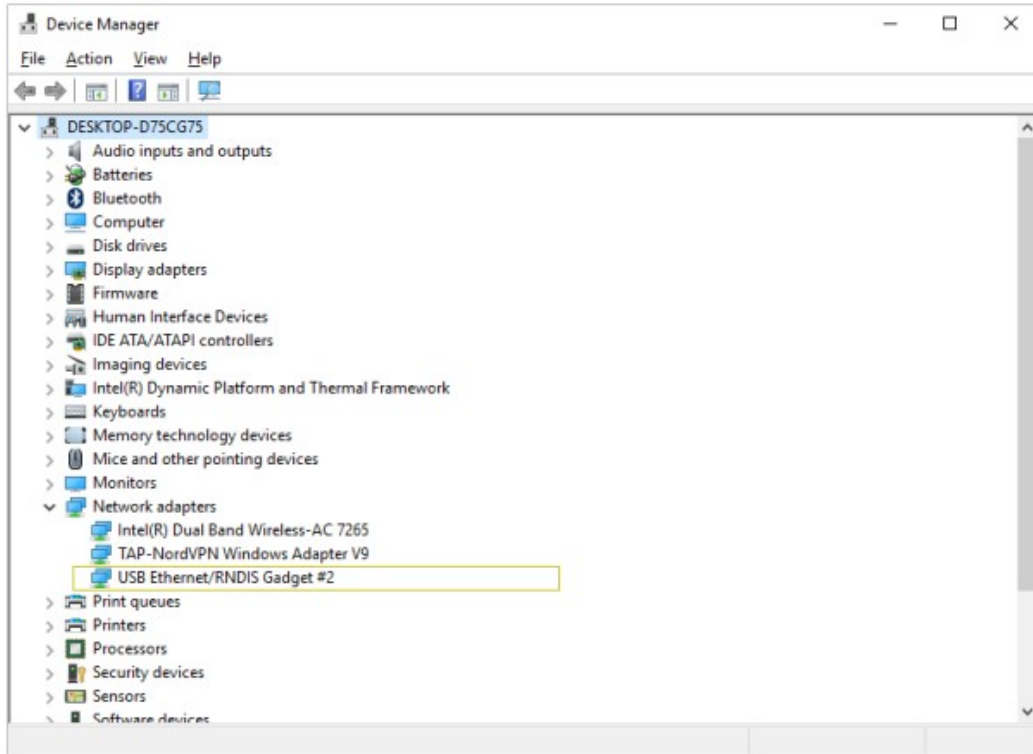 Device Manager
File Action View Help
DESKTOP-D75CG75
Audio inputs and outputs
Batteries
Bluetooth
Computer
Disk drives
Display adapters
Firmware
Human Interface Devices
IDE ATA/ATAPI controllers
Imaging devices
Intel(R) Dynamic Platform and Thermal Framework
Keyboards
Memory technology devices
Mice and other pointing devices
Monitors
Network adapters
Intel(R) Dual Band Wireless-AC 7265
TAP-NordVPN Windows Adapter V9
USB Ethernet/RNDIS Gadget #2
Print queues
Printers
Processors
Security devices
Sensors
Software devices